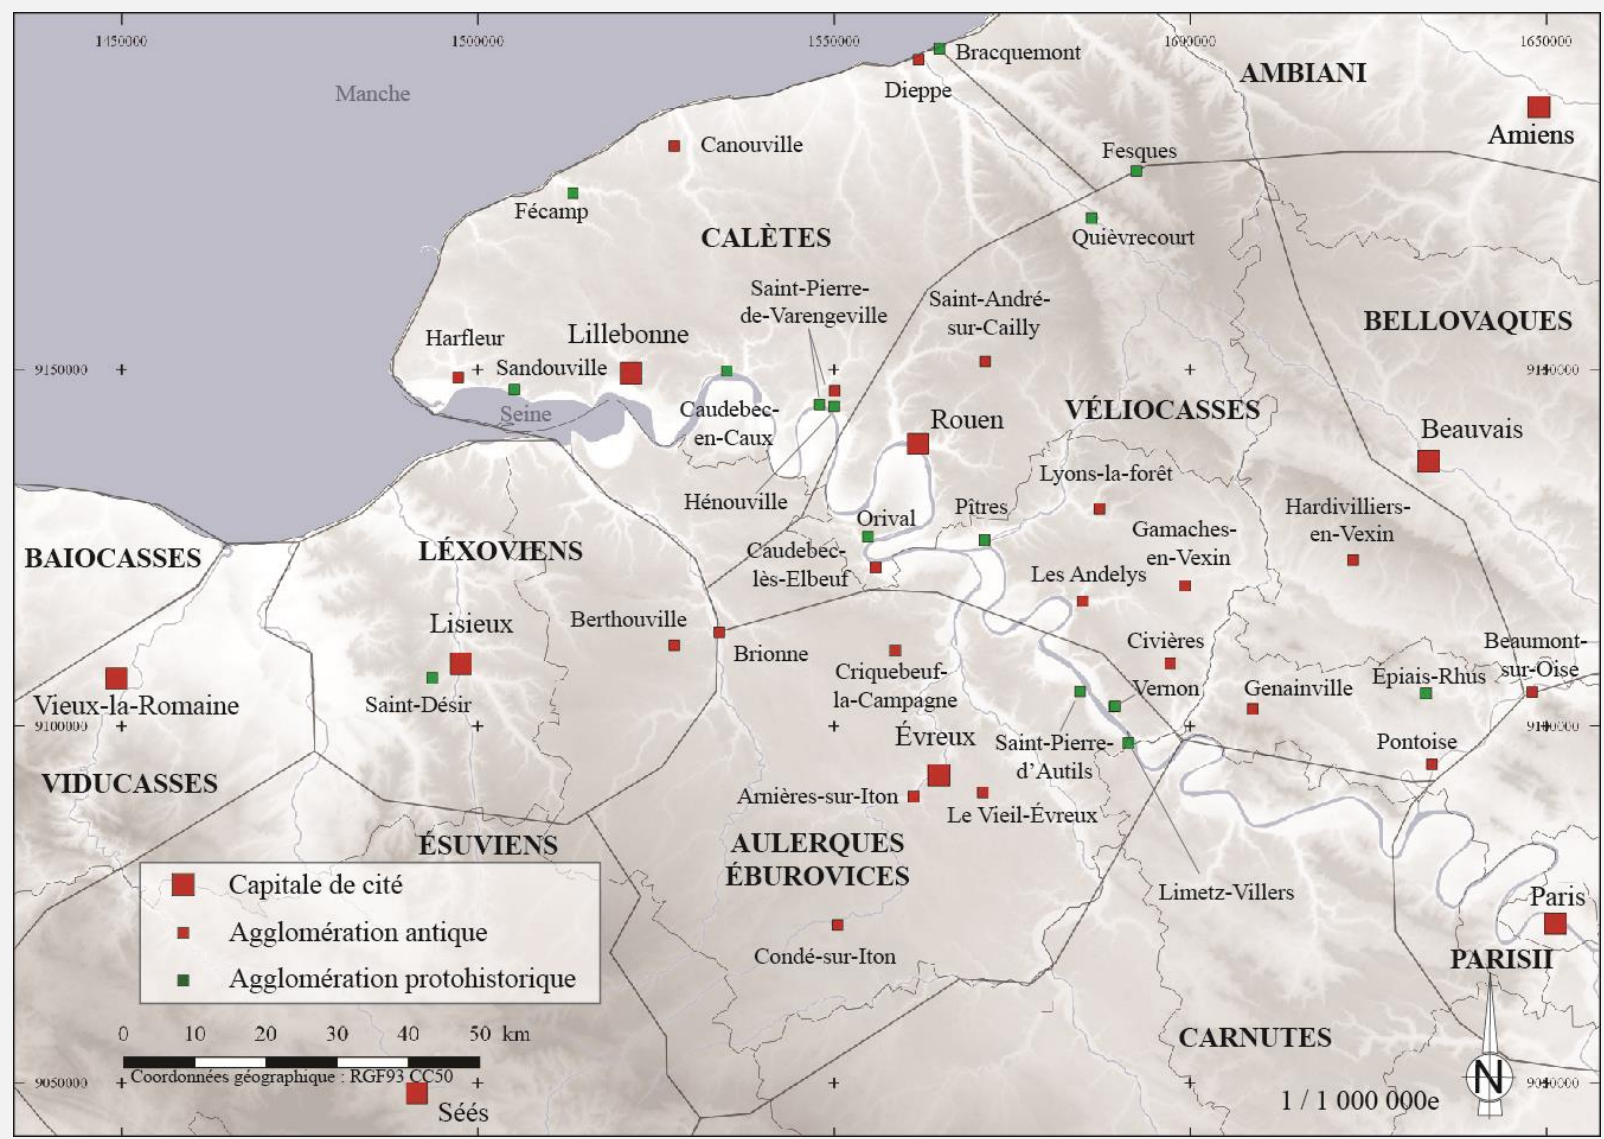 1450000
1500000
1550000
1600000
1650000
Bracquemont
Dieppe
AMBIANI
Manche
Amiens
Canouville
Fesques
Fécamp
CALÈTES
Quièvrecourt
Saint-Pierre-
de-Varengeville
Saint-André-
sur-Cailly
BELLOVAQUES
Harfleur
Lillebonne
9150000
Sandouville
9150000
Seine
Caudebec-
en-Caux
Rouen
VÉLIOCASSES
Beauvais
Lyons-la-forêt
Hénouville
Orival
Pîtres
Hardivilliers-
en-Vexin
Gamaches-
en-Vexin
BAIOCASSES
LÉXOVIENS
Caudebec-
lès-Elbeuf
Les Andelys
Lisieux
Berthouville
Brionne
Criquebeuf-
la-Campagne
Civières
Beaumont-
sur-Oise
Vieux-la-Romaine
Saint-Désir
Vernon
Genainville
Épiais-Rhus
9100000
9100000
Évreux
Saint-Pierre-
d'Autils
Pontoise
VIDUCASSES
Arnières-sur-Iton
Le Vieil-Évreux
ÉSUVIENS
AULERQUES
ÉBUROVICES
Limetz-Villers
Paris
Condé-sur-Iton
PARISII
Capitale de cité
Agglomération antique
Agglomération protohistorique
0 10 20 30 40 50 km
CARNUTES
Coordonnées géographique : RGF93 CC50
9050000
9050000
N
Séés
1 / 1 000 000e